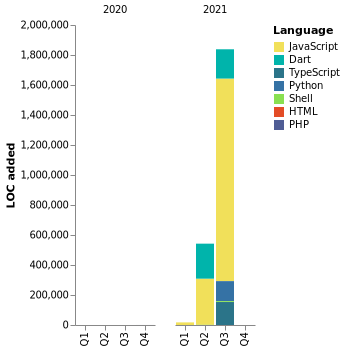 2020 2021
Language
JavaScript
Dart
TypeScript
Python
Shell
HTML
PHP
LOC added
2,000,000
1,800,000
1,600,000
1,400,000
1,200,000
1,000,000
800,000
600,000
400,000
200,000
0
Q1 Q2 Q3 Q4 Q1 Q2 Q3 Q4